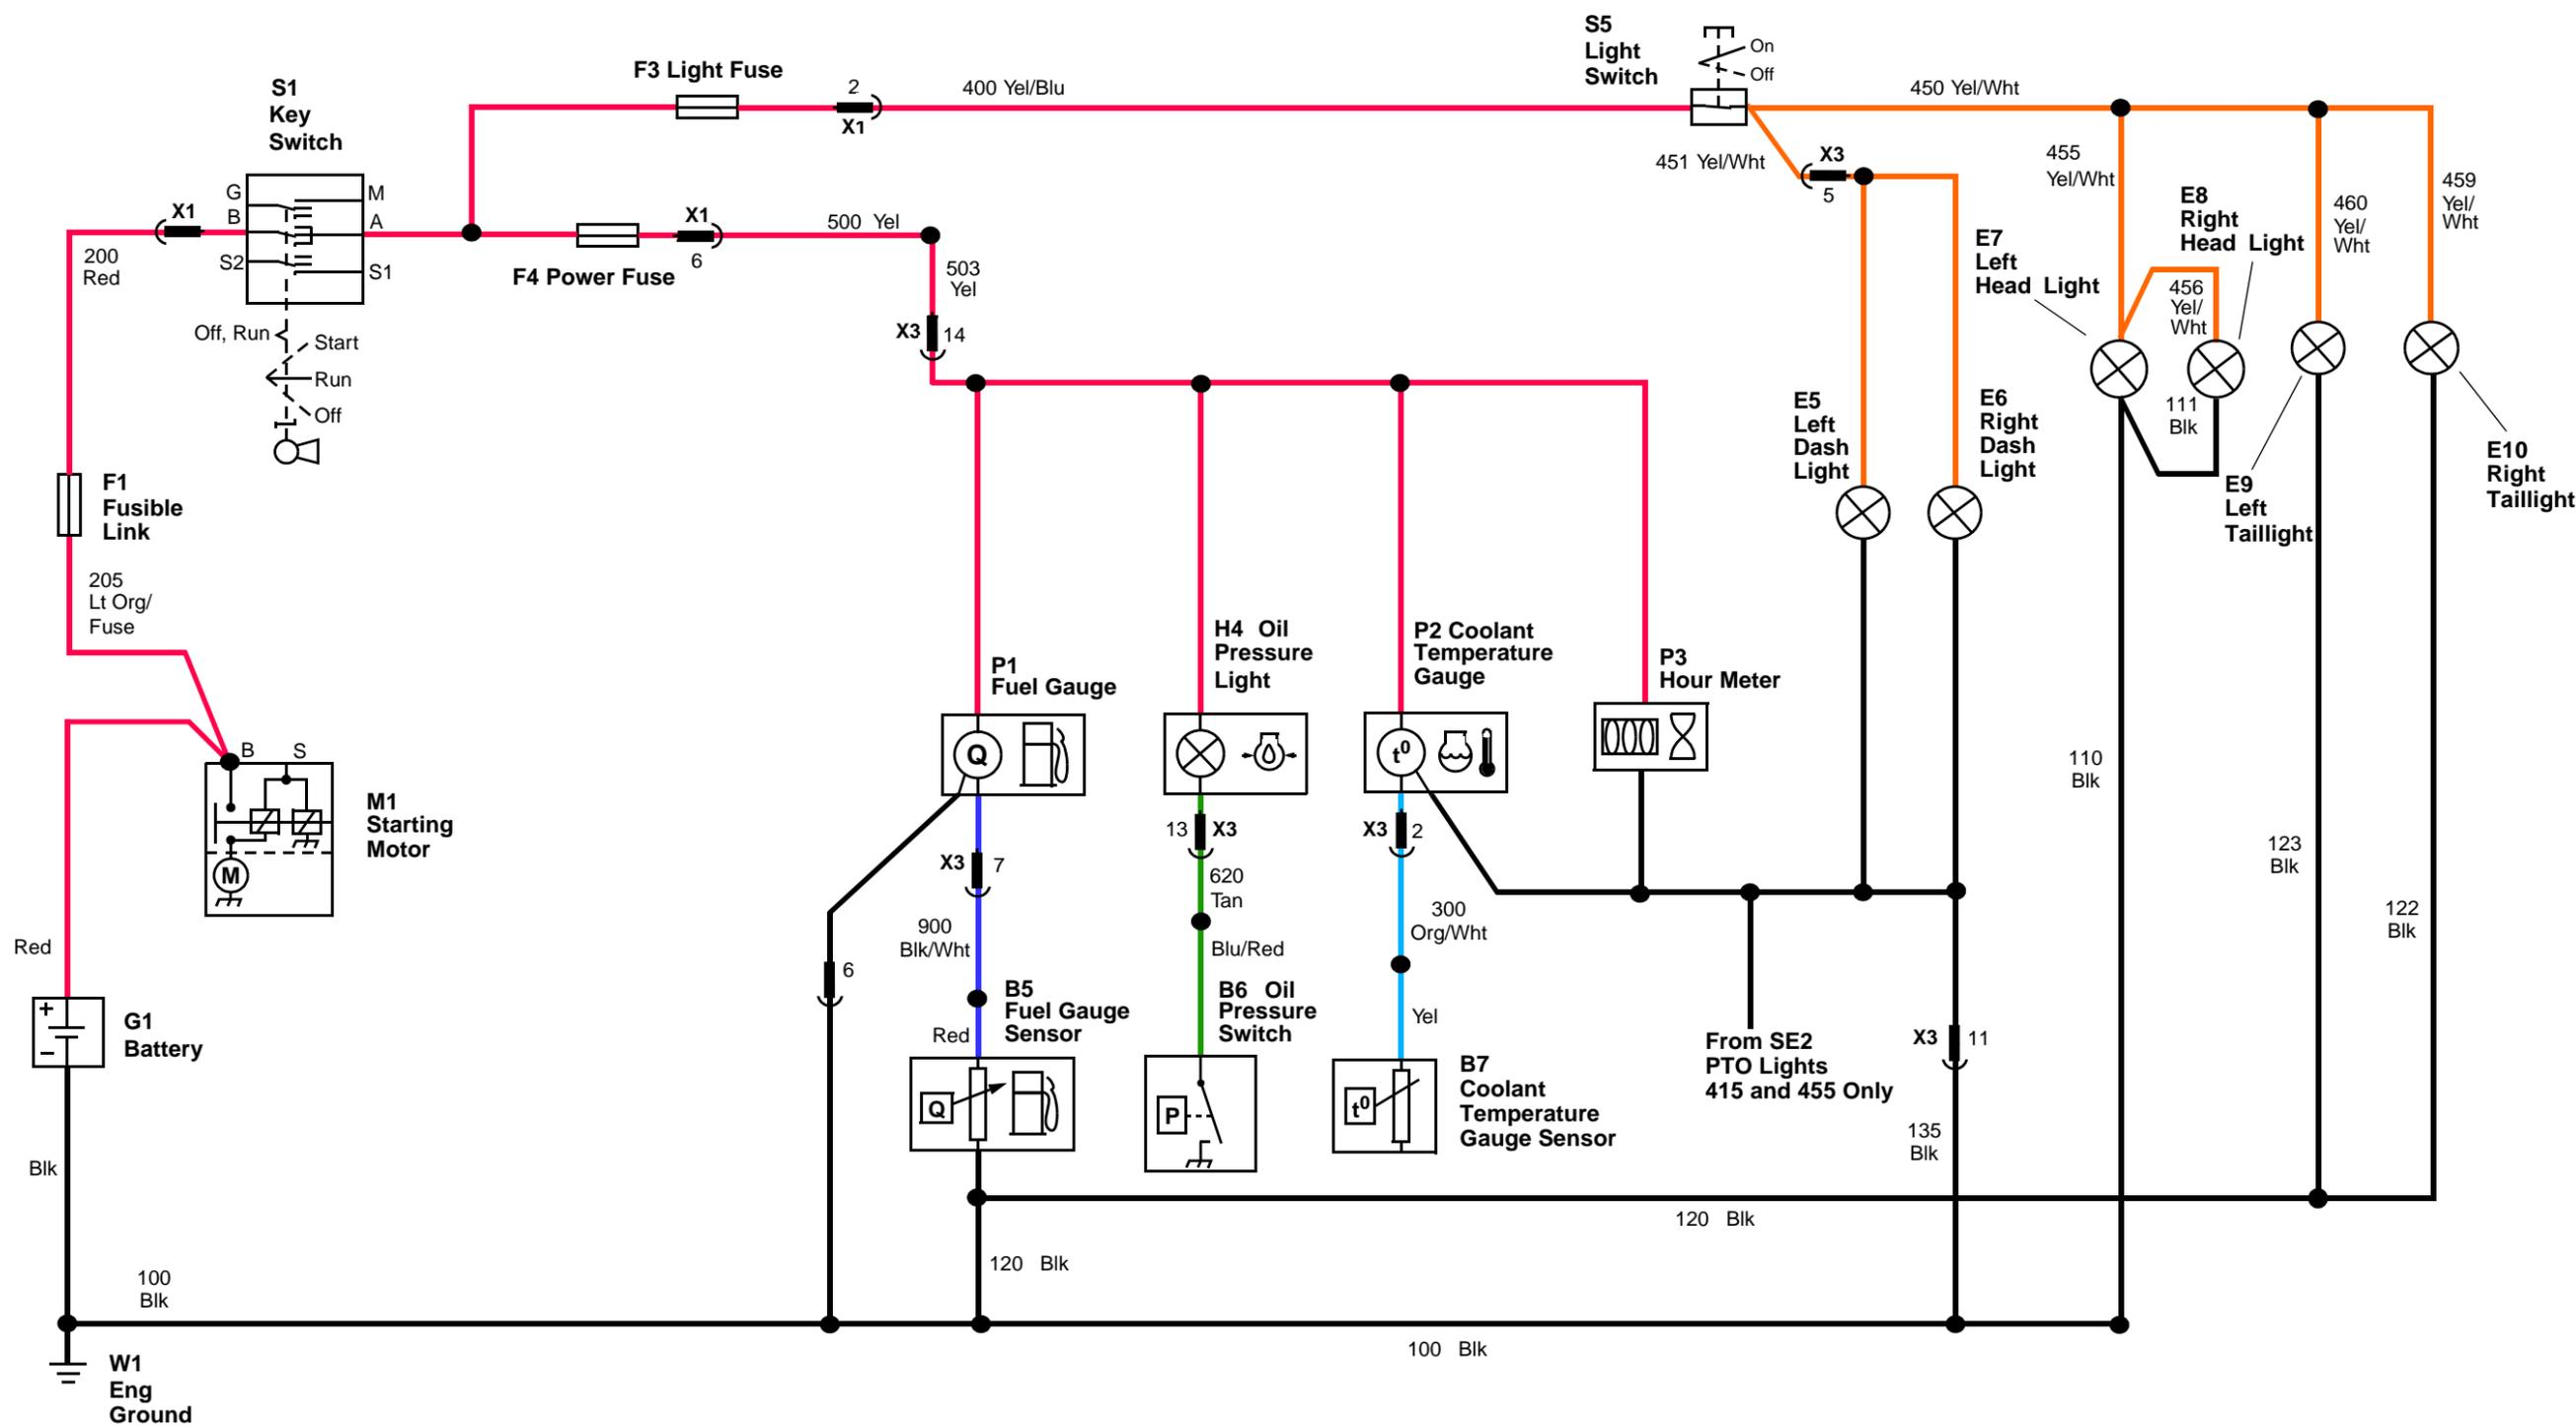 S5
Light
Switch
On
Off
F3 Light Fuse
2
X1
400 Yel/Blu
450 Yel/Wht
S1
Key
Switch
451 Yel/Wht
X3
5
455
Yel/Wht
E8
Right
Head Light
460
Yel/
Wht
459
Yel/
Wht
G
B
S2
M
A
S1
X1
200
Red
X1
6
500 Yel
F4 Power Fuse
503
Yel
X3
14
E7
Left
Head Light
456
Yel/
Wht
Off, Run
Start
Run
Off
111
Blk
E5
Left
Dash
Light
E6
Right
Dash
Light
E9
Left
Taillight
E10
Right
Taillight
F1
Fusible
Link
205
Lt Org/
Fuse
P1
Fuel Gauge
H4 Oil
Pressure
Light
P2 Coolant
Temperature
Gauge
P3
Hour Meter
B
S
M
M1
Starting
Motor
Q
t0
110
Blk
X3
7
13
X3
X3
2
620
Tan
900
Blk/Wht
300
Org/Wht
123
Blk
122
Blk
Red
6
Blu/Red
Yel
+
−
G1
Battery
Red
B5
Fuel Gauge
Sensor
B6 Oil
Pressure
Switch
B7
Coolant
Temperature
Gauge Sensor
Q
P
t0
From SE2
PTO Lights
415 and 455 Only
X3
11
135
Blk
Blk
120 Blk
120 Blk
100
Blk
100 Blk
W1
Eng
Ground